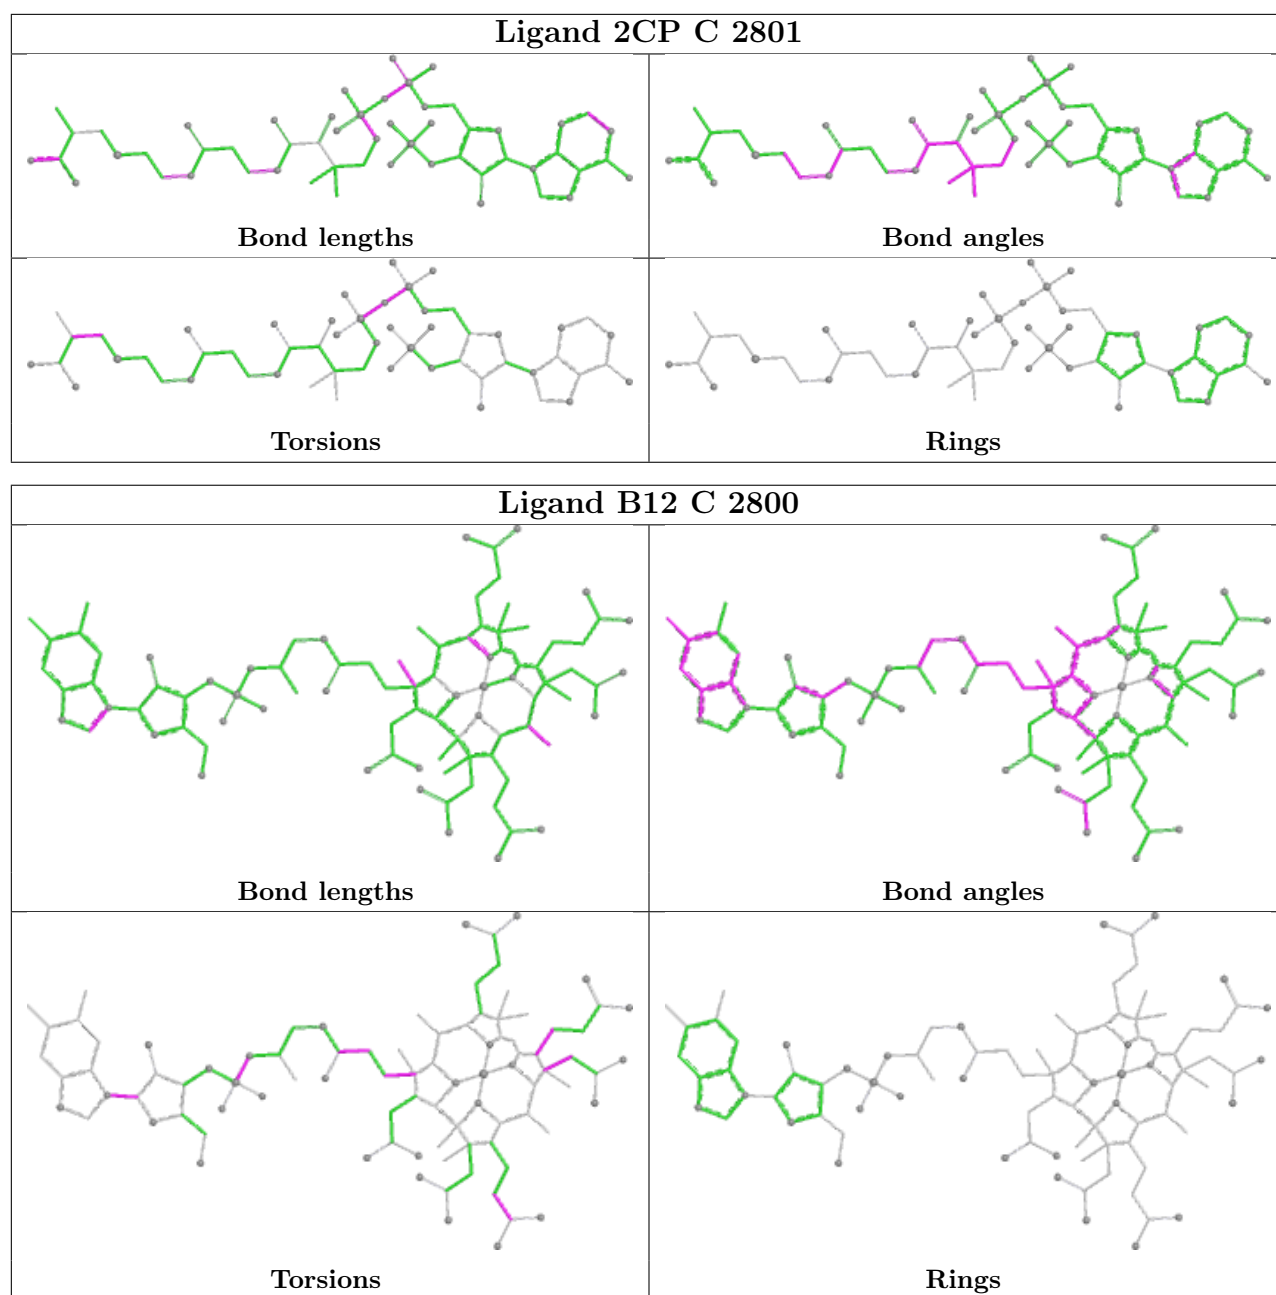 Ligand 2CP C 2801
Bond lengths
Bond angles
Torsions
Rings
Ligand B12 C 2800
Bond lengths
Bond angles
Torsions
Rings